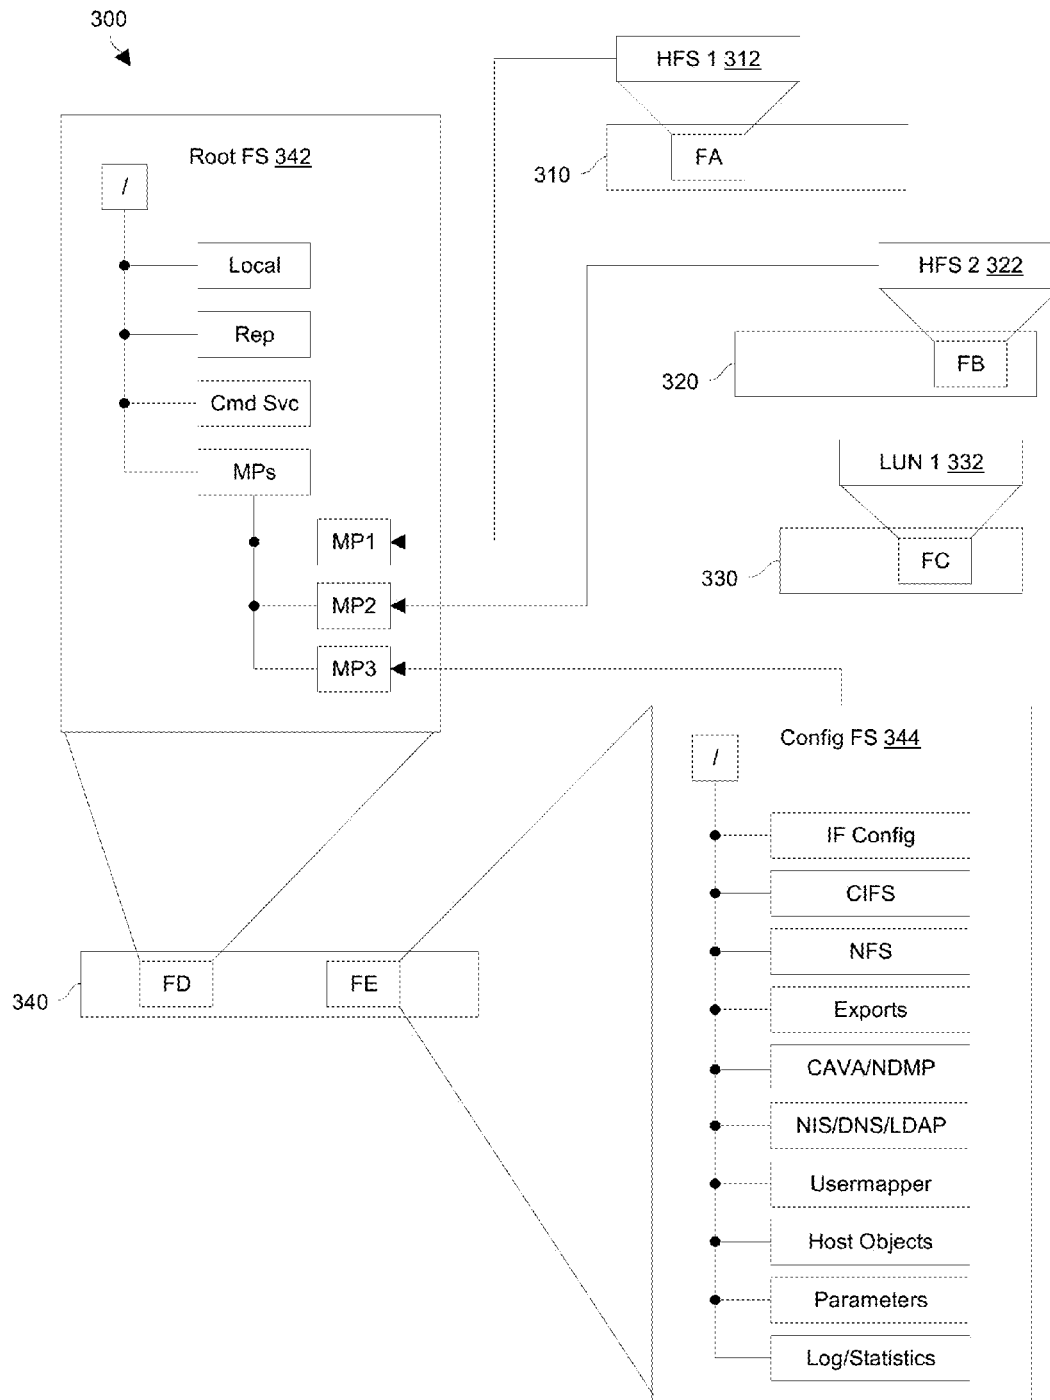 300
HFS 1 312
FA
310
Root FS 342
/
Local
Rep
Cmd Svc
MPs
MP1
MP2
MP3
HFS 2 322
FB
320
LUN 1 332
FC
330
Config FS 344
/
IF Config
CIFS
NFS
Exports
CAVA/NDMP
NIS/DNS/LDAP
Usermapper
Host Objects
Parameters
Log/Statistics
FD
FE
340